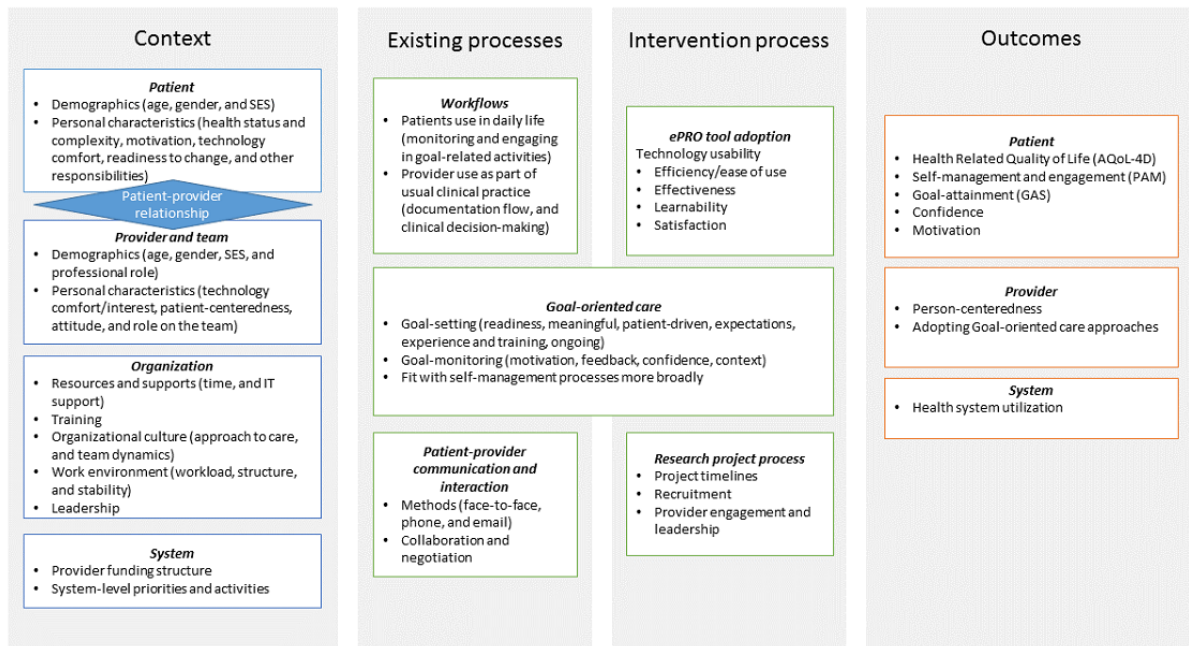 Context
Patient
• Demographics (age, gender, and SES)
• Personal characteristics (health status and
complexity, motivation, technology
comfort, readiness to change, and other
responsibilities)
Patient-provider
relationship
Provider and team
• Demographics (age, gender, SES, and
professional role)
• Personal characteristics (technology
comfort/interest, patient-centeredness,
attitude, and role on the team)
Organization
• Resources and supports (time, and IT
support)
• Training
• Organizational culture (approach to care,
and team dynamics)
• Work environment (workload, structure,
and stability)
• Leadership
System
• Provider funding structure
• System-level priorities and activities
Existing processes
Workflows
• Patients use in daily life
(monitoring and engaging
in goal-related activities)
• Provider use as part of
usual clinical practice
(documentation flow, and
clinical decision-making)
Intervention process
ePRO tool adoption
Technology usability
• Efficiency/ease of use
• Effectiveness
• Learnability
• Satisfaction
Goal-oriented care
• Goal-setting (readiness, meaningful, patient-driven, expectations,
experience and training, ongoing)
• Goal-monitoring (motivation, feedback, confidence, context)
• Fit with self-management processes more broadly
Patient-provider
communication and
interaction
• Methods (face-to-face,
phone, and email)
• Collaboration and
negotiation
Research project process
• Project timelines
• Recruitment
• Provider engagement and
leadership
Outcomes
Patient
• Health Related Quality of Life (AQoL-4D)
• Self-management and engagement (PAM)
• Goal-attainment (GAS)
• Confidence
• Motivation
Provider
• Person-centeredness
• Adopting Goal-oriented care approaches
System
• Health system utilization